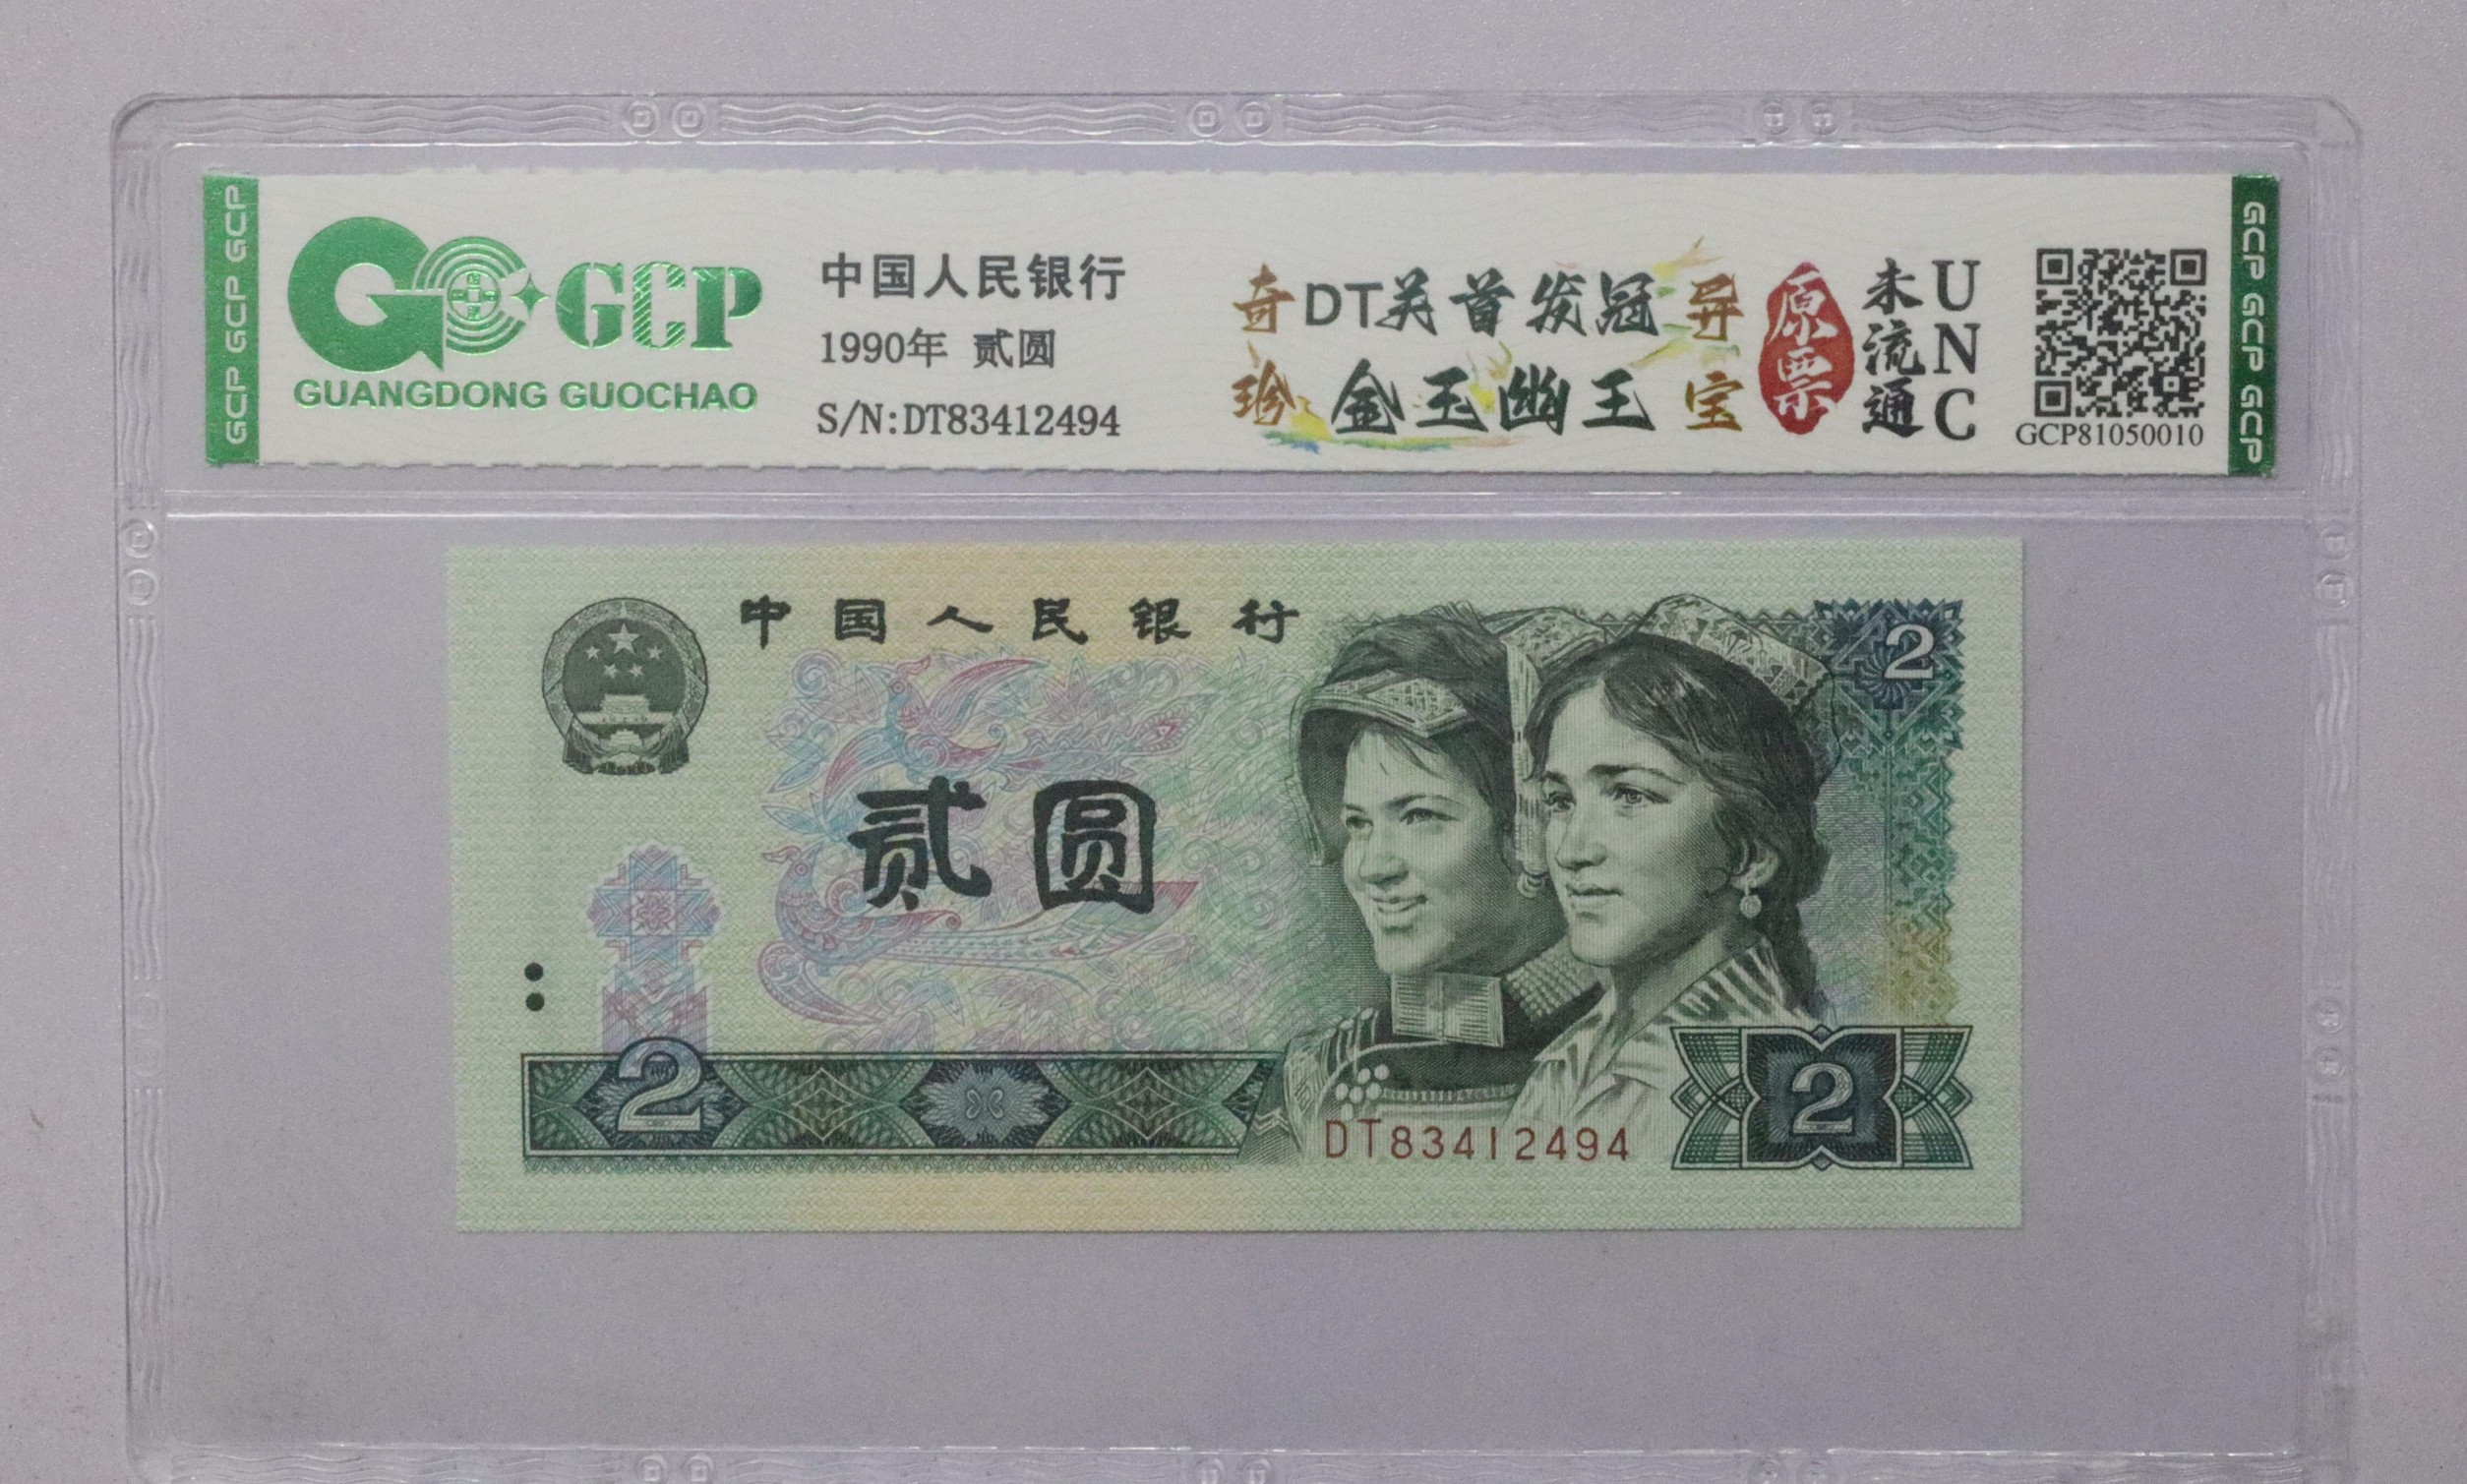 GCP GCP GCP
GCP
GUANGDONG GUOCHAO
中国人民银行
1990年 贰圆
S/N:DT83412494
奇 DT关首发冠 异
珍 金玉幽王 宝
原票
未流通
UNC
GCP81050010
GCP GCP GCP
中国人民银行
2
贰圆
2
2
DT83412494